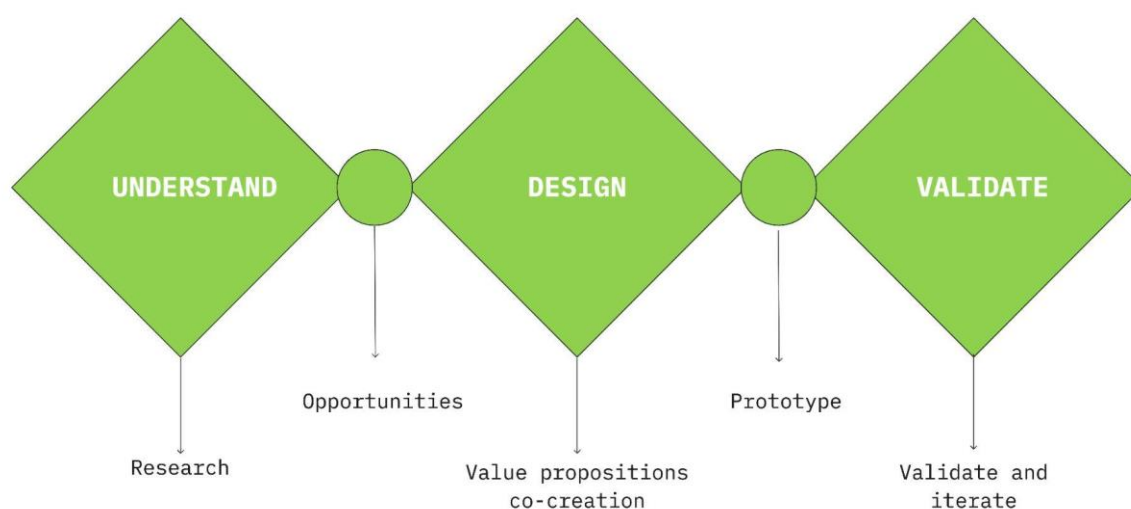 UNDERSTAND
DESIGN
VALIDATE
Opportunities
Prototype
Research
Value propositions
co-creation
Validate and
iterate